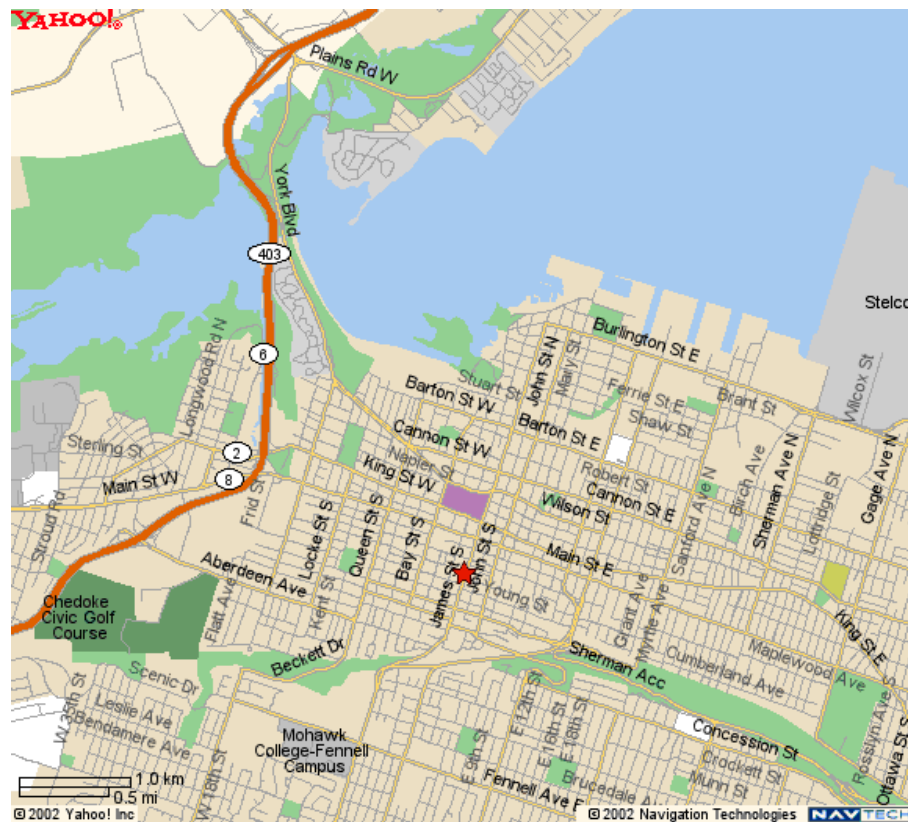 YAHOO!
Plains Rd W
York Blvd
403
Stelco
Burlington St E
6
Longwood Rd N
John St N
Mary St
Stuart St
Ferrie St E
Brant St
Wilcox St
Barton St W
Shaw St
Barton St E
Cannon St W
Sterling St
2
Napier St
Robert St
Main St W
8
King St W
Cannon St E
Wilson St
Birch Ave
Sherman Ave N
Gage Ave N
Lottridge St
Sanford Ave N
Stroud Rd
Frid St
Locke St S
Queen St S
Bay St S
James St S
John St S
Main St E
Aberdeen Ave
Kent St
Young St
Flatt Ave
Grant Ave
Myrtle Ave
King St E
Chedoke
Civic Golf
Course
Beckett Dr
Sherman Acc
Maplewood Ave
Cumberland Ave
Scenic Dr
W 35th St
Leslie Ave
Bendamere Ave
W 18th St
Mohawk
College-Fennell
Campus
E 9th St
E 12th St
E 16th St
E 18th St
Concession St
Rosslyn Ave S
Ottawa St S
Crockett St
Munn St
Brucedale Ave
Fennell Ave E
1.0 km
0.5 mi
©2002 Yahoo! Inc
©2002 Navigation Technologies
NAVTECH